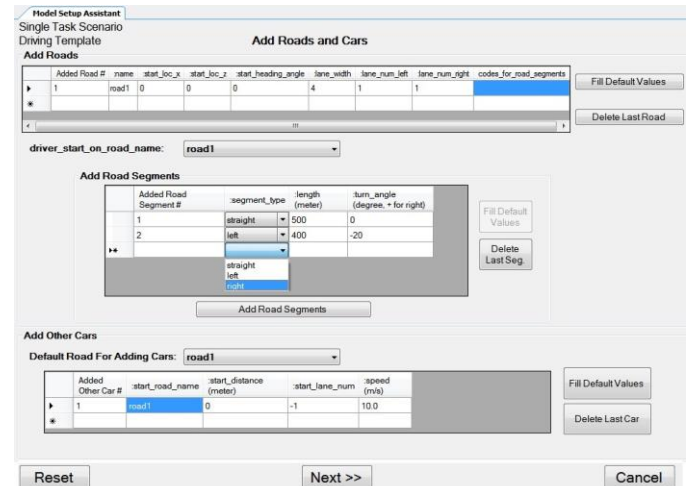 Model Setup Assistant
Single Task Scenario
Driving Template
Add Roads and Cars
Add Roads
Added Road # :name :start_loc_x :start_loc_z :start_heading_angle :lane_width :lane_num_left :lane_num_right codes_for_road_segments
1 road1 0 0 0 4 1 1
Fill Default Values
Delete Last Road
driver_start_on_road_name: road1
Add Road Segments
Added Road Segment # :segment_type :length (meter) :turn_angle (degree, + for right)
1 straight 500 0
2 left 400 -20
straight
left
right
Fill Default
Values
Delete
Last Seg.
Add Road Segments
Add Other Cars
Default Road For Adding Cars: road1
Added Other Car # :start_road_name :start_distance (meter) :start_lane_num :speed (m/s)
1 road1 0 -1 10.0
Fill Default Values
Delete Last Car
Reset Next >> Cancel